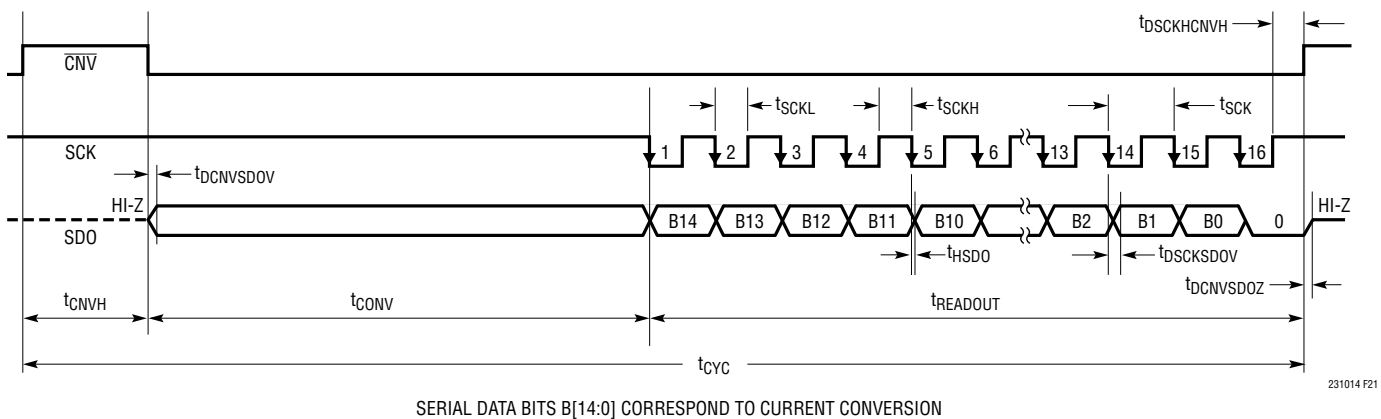 tDSCKHCNVH
CNV
tSCKL
tSCKH
tSCK
1 2 3 4 5 6 13 14 15 16
SCK
tDCNVSDOV
HI-Z
HI-Z
B14 B13 B12 B11 B10 B2 B1 B0 0
SDO
tHSDO
tDSCKSDOV
tDCNVSDOZ
tCNVH
tCONV
tREADOUT
tCYC
231014 F21
SERIAL DATA BITS B[14:0] CORRESPOND TO CURRENT CONVERSION